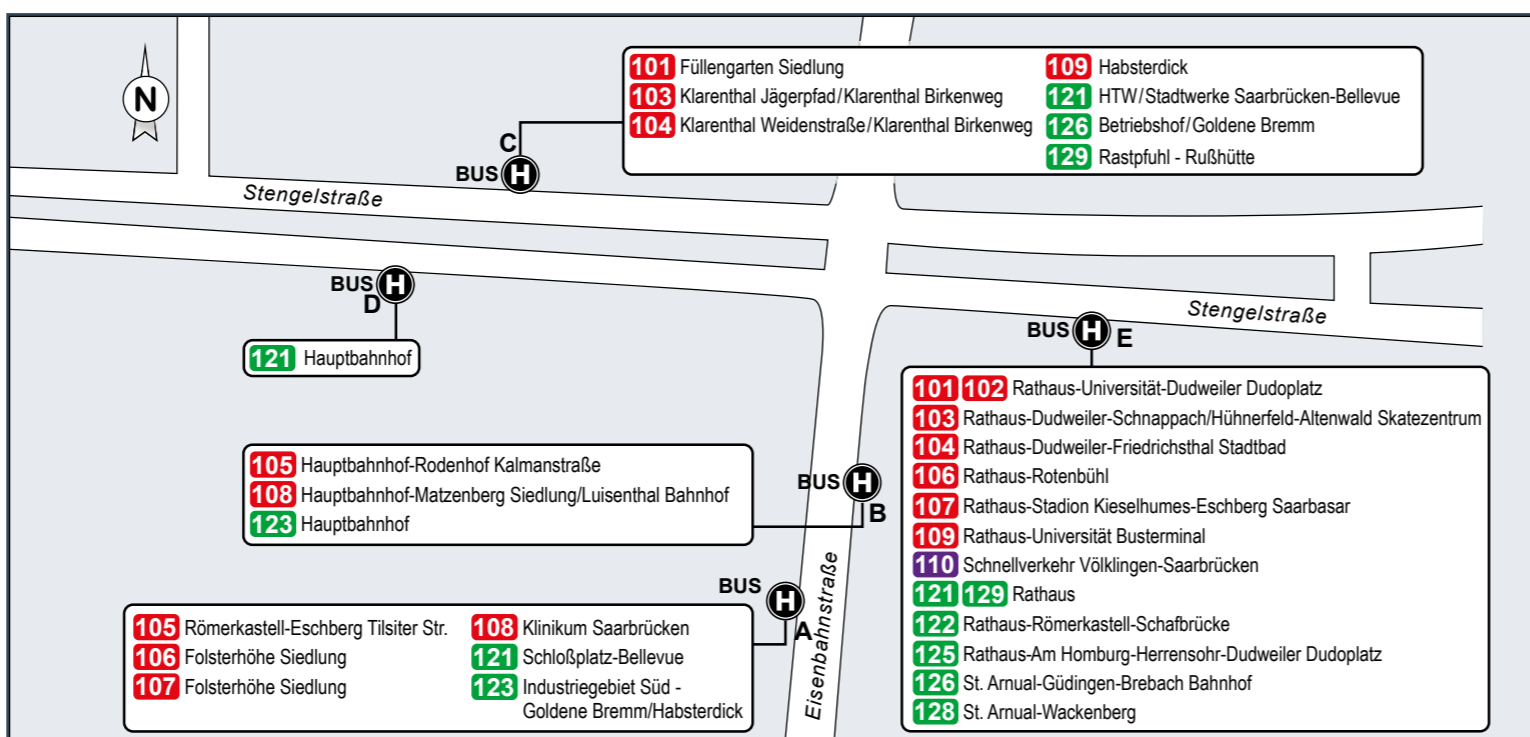 N
101 Füllengarten Siedlung
103 Klarenthal Jägerpfad/Klarenthal Birkenweg
104 Klarenthal Weidenstraße/Klarenthal Birkenweg
109 Habsterdick
121 HTW/Stadtwerke Saarbrücken-Bellevue
126 Betriebshof/Goldene Bremm
129 Rastpfuhl - Rußhütte
C
BUS H
Stengelstraße
BUS H
D
121 Hauptbahnhof
Stengelstraße
BUS H E
101 102 Rathaus-Universität-Dudweiler Dudoplatz
103 Rathaus-Dudweiler-Schnappach/Hühnerfeld-Altenwald Skatezentrum
104 Rathaus-Dudweiler-Friedrichsthal Stadtbad
106 Rathaus-Rotenbühl
107 Rathaus-Stadion Kieselhumes-Eschberg Saarbasar
109 Rathaus-Universität Busterminal
110 Schnellverkehr Völklingen-Saarbrücken
121 129 Rathaus
122 Rathaus-Römerkastell-Schafbrücke
125 Rathaus-Am Homburg-Herrensohr-Dudweiler Dudoplatz
126 St. Arnual-Güdingen-Brebach Bahnhof
128 St. Arnual-Wackenberg
105 Hauptbahnhof-Rodenhof Kalmanstraße
108 Hauptbahnhof-Matzenberg Siedlung/Luisenthal Bahnhof
123 Hauptbahnhof
BUS H
B
BUS H
A
Eisenbahnstraße
105 Römerkastell-Eschberg Tilsiter Str.
106 Folsterhöhe Siedlung
107 Folsterhöhe Siedlung
108 Klinikum Saarbrücken
121 Schloßplatz-Bellevue
123 Industriegebiet Süd -
Goldene Bremm/Habsterdick